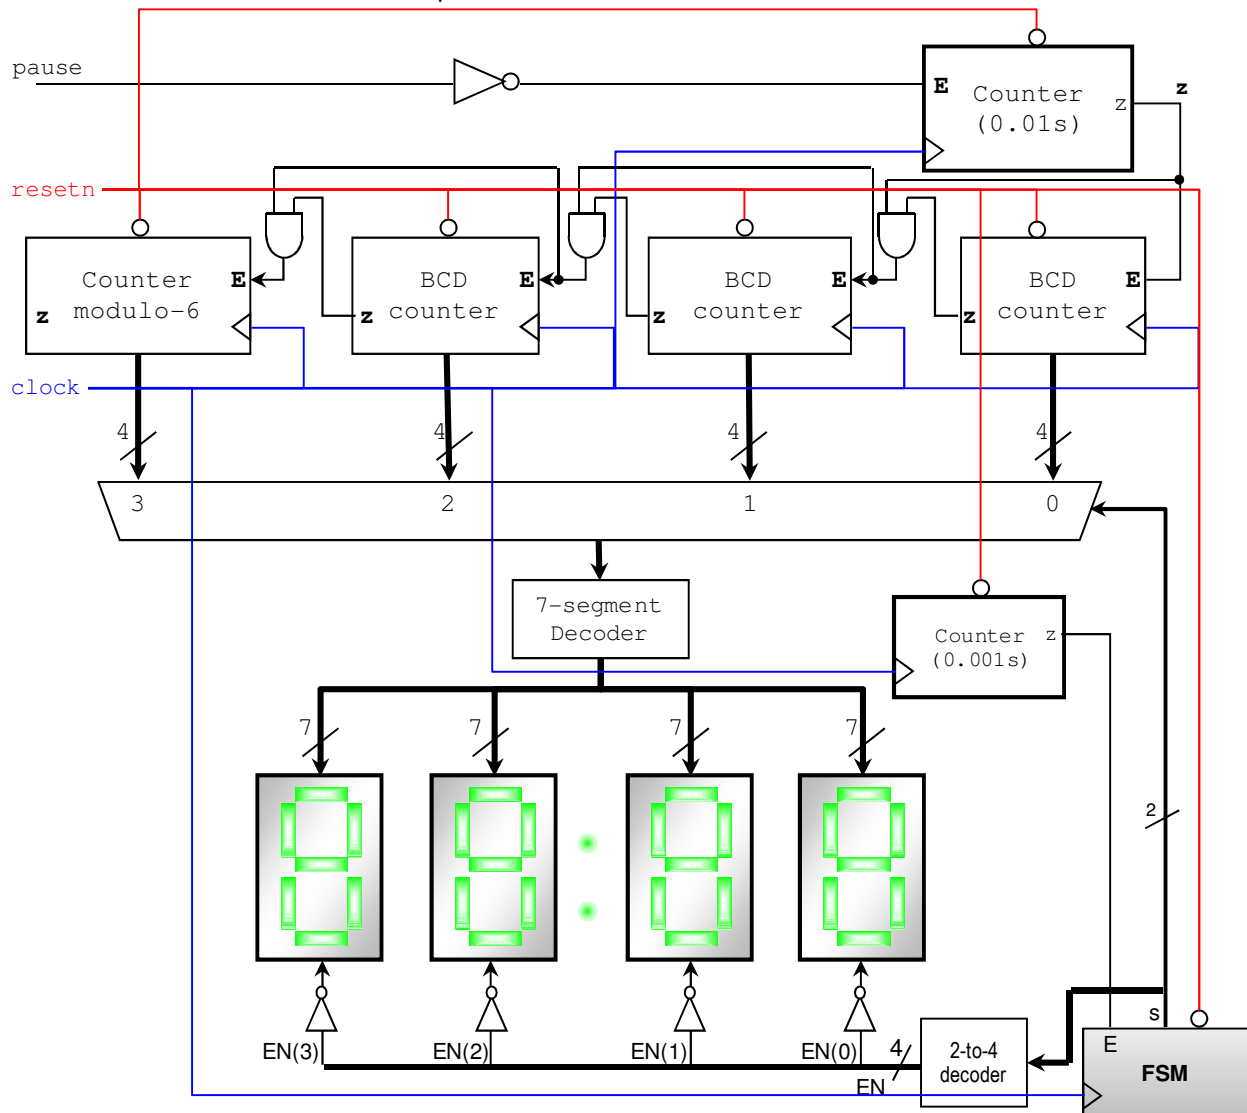 pause
E
Counter
(0.01s)
z
z
resetn
Counter
modulo-6
E
z
BCD
counter
E
z
BCD
counter
E
z
BCD
counter
E
z
clock
4
4
4
4
3
2
1
0
7-segment
Decoder
Counter
(0.001s)
z
7
7
7
7
2
EN(3)
EN(2)
EN(1)
EN(0)
4
EN
2-to-4
decoder
s
E
FSM